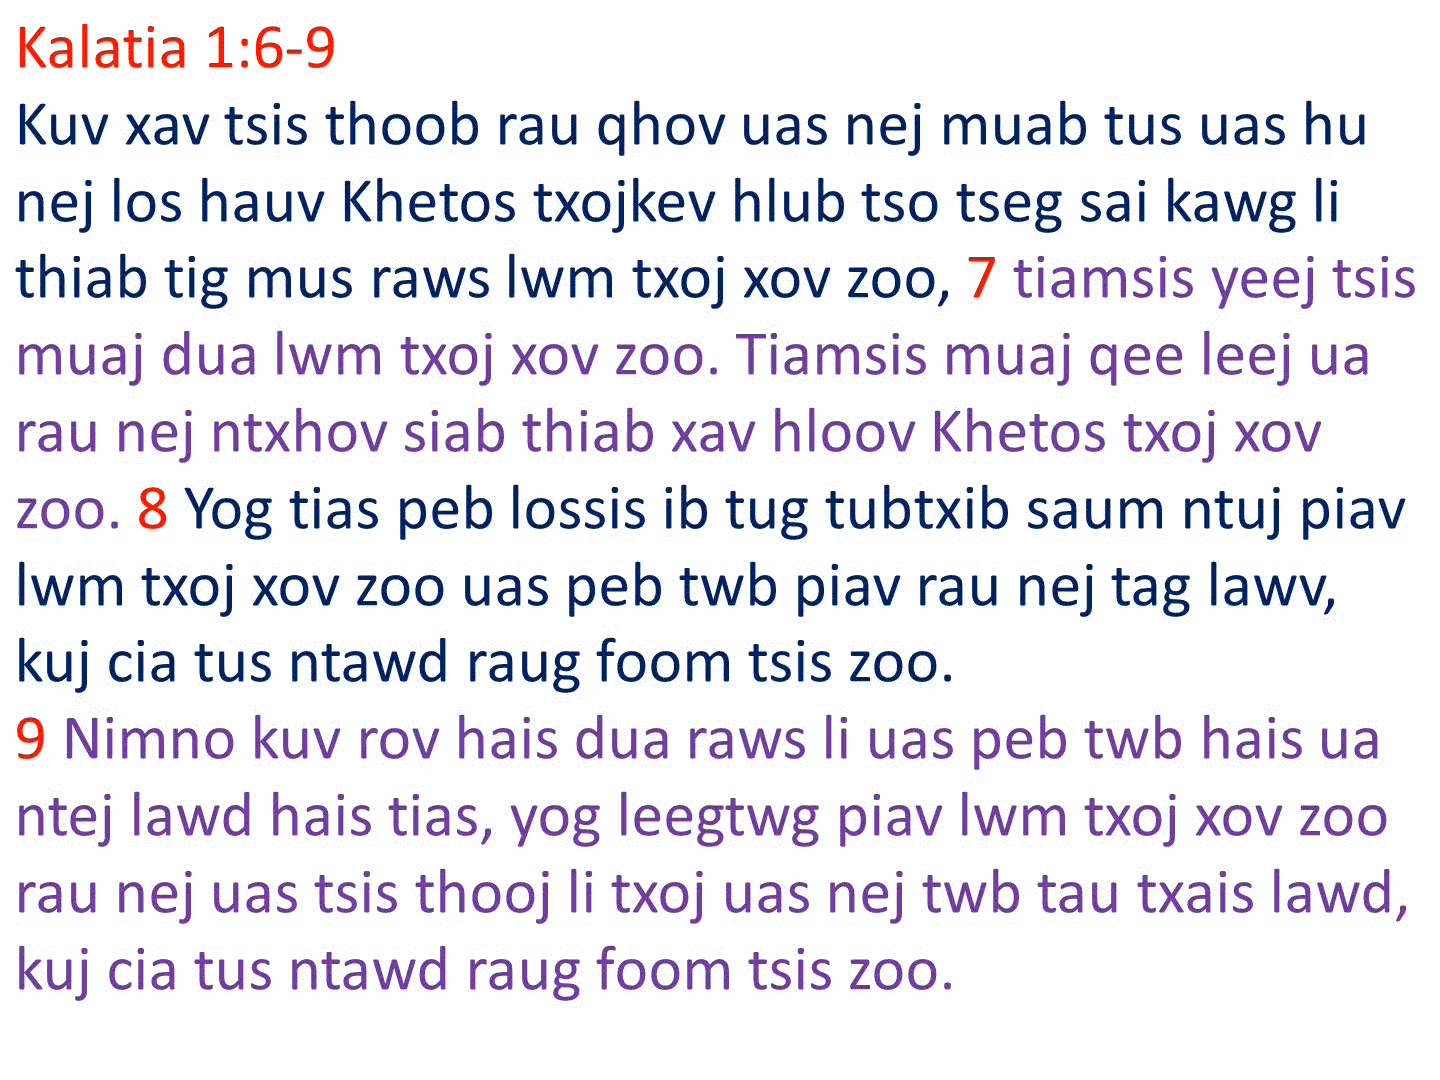 Kalatia 1:6-9
Kuv xav tsis thoob rau qhov uas nej muab tus uas hu
nej los hauv Khetos txojkev hlub tso tseg sai kawg li
thiab tig mus raws lwm txoj xov zoo, 7 tiamsis yeej tsis
muaj dua lwm txoj xov zoo. Tiamsis muaj qee leej ua
rau nej ntxhov siab thiab xav hloov Khetos txoj xov
zoo. 8 Yog tias peb lossis ib tug tubtxib saum ntuj piav
lwm txoj xov zoo uas peb twb piav rau nej tag lawv,
kuj cia tus ntawd raug foom tsis zoo.
9 Nimno kuv rov hais dua raws li uas peb twb hais ua
ntej lawd hais tias, yog leegtwg piav lwm txoj xov zoo
rau nej uas tsis thooj li txoj uas nej twb tau txais lawd,
kuj cia tus ntawd raug foom tsis zoo.